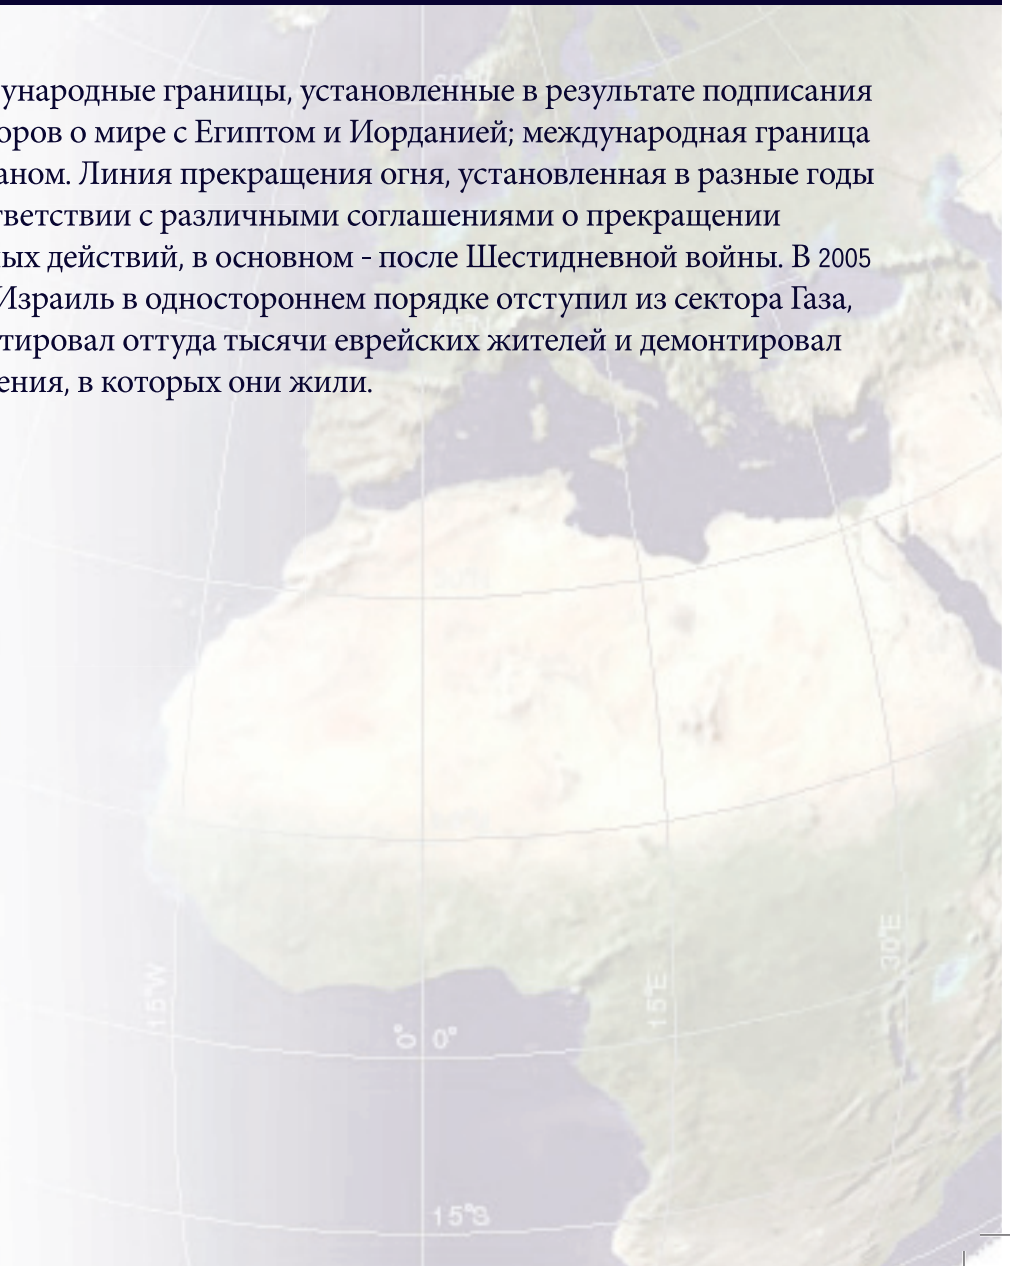 ународные границы, установленные в результате подписания
оров о мире с Египтом и Иорданией; международная граница
аном. Линия прекращения огня, установленная в разные годы
тветствии с различными соглашениями о прекращении
ых действий, в основном - после Шестидневной войны. В 2005
Израиль в одностороннем порядке отступил из сектора Газа,
тировал оттуда тысячи еврейских жителей и демонтировал
ения, в которых они жили.
30°E
15°W
15°E
0° 0°
15°S